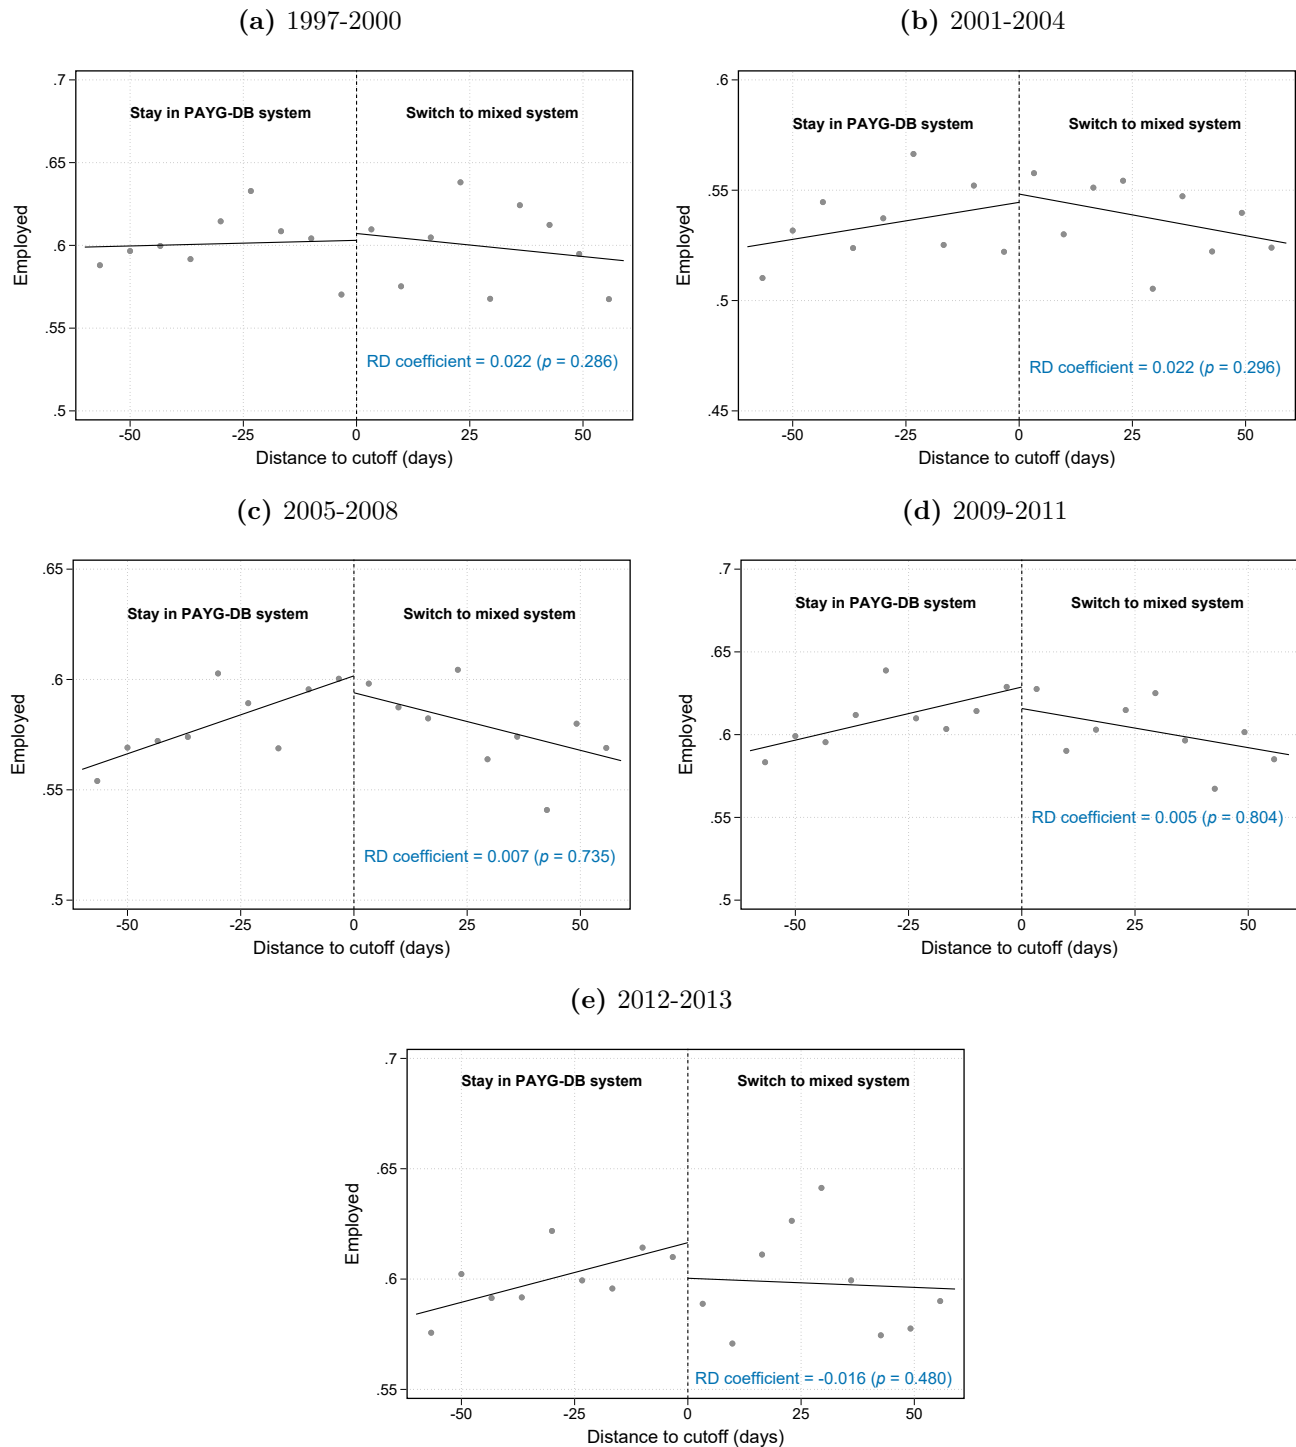 (a) 1997-2000
.7
Stay in PAYG-DB system
Switch to mixed system
.65
.6
.55
.5
Employed
RD coefficient = 0.022 (p = 0.286)
-50 -25 0 25 50
Distance to cutoff (days)
(b) 2001-2004
.6
Stay in PAYG-DB system
Switch to mixed system
.55
.5
.45
Employed
RD coefficient = 0.022 (p = 0.296)
-50 -25 0 25 50
Distance to cutoff (days)
(c) 2005-2008
.65
Stay in PAYG-DB system
Switch to mixed system
.6
.55
.5
Employed
RD coefficient = 0.007 (p = 0.735)
-50 -25 0 25 50
Distance to cutoff (days)
(d) 2009-2011
.7
Stay in PAYG-DB system
Switch to mixed system
.65
.6
.55
.5
Employed
RD coefficient = 0.005 (p = 0.804)
-50 -25 0 25 50
Distance to cutoff (days)
(e) 2012-2013
.7
Stay in PAYG-DB system
Switch to mixed system
.65
.6
.55
Employed
RD coefficient = -0.016 (p = 0.480)
-50 -25 0 25 50
Distance to cutoff (days)